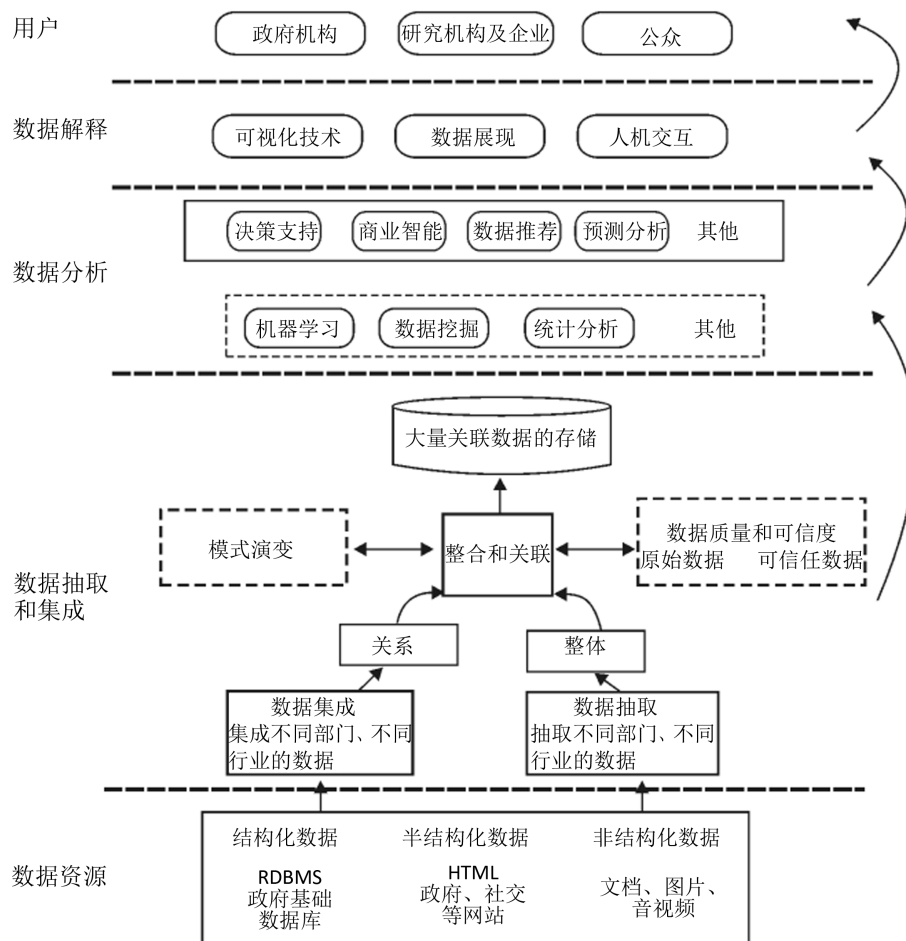 用户
政府机构
研究机构及企业
公众
数据解释
可视化技术
数据展现
人机交互
数据分析
决策支持
商业智能
数据推荐
预测分析
其他
机器学习
数据挖掘
统计分析
其他
大量关联数据的存储
数据抽取
和集成
模式演变
整合和关联
数据质量和可信度
原始数据 可信任数据
关系
整体
数据集成
集成不同部门、不同
行业的数据
数据抽取
抽取不同部门、不同
行业的数据
数据资源
结构化数据
RDBMS
政府基础
数据库
半结构化数据
HTML
政府、社交
等网站
非结构化数据
文档、图片、
音视频